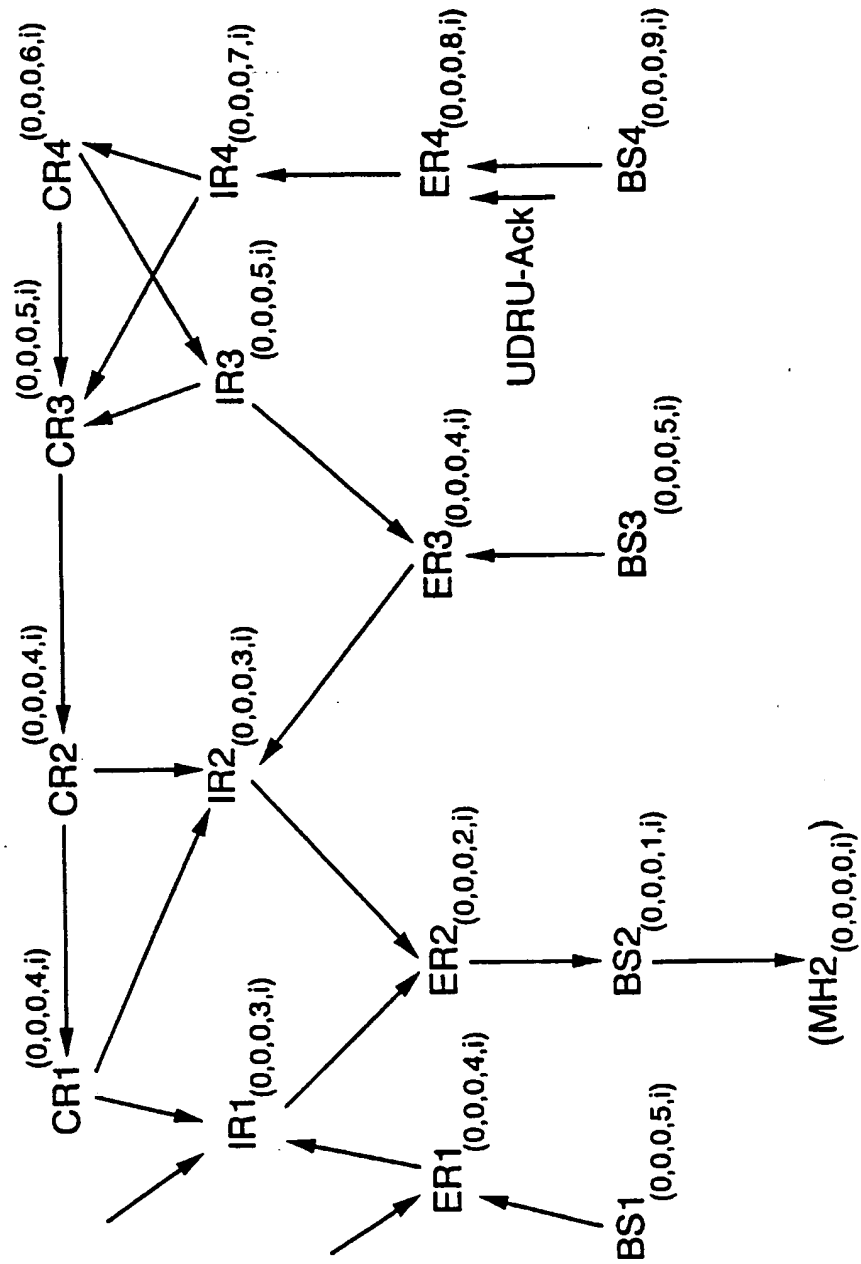 CR1 (0,0,0,4,i)
CR2 (0,0,0,4,i)
CR3 (0,0,0,5,i)
CR4 (0,0,0,6,i)
IR1 (0,0,0,3,i)
IR2 (0,0,0,3,i)
IR3 (0,0,0,5,i)
IR4 (0,0,0,7,i)
ER1 (0,0,0,4,i)
ER2 (0,0,0,2,i)
ER3 (0,0,0,4,i)
ER4 (0,0,0,8,i)
UDRU-Ack
BS1 (0,0,0,5,i)
BS2 (0,0,0,1,i)
BS3 (0,0,0,5,i)
BS4 (0,0,0,9,i)
(MH2 (0,0,0,0,i))